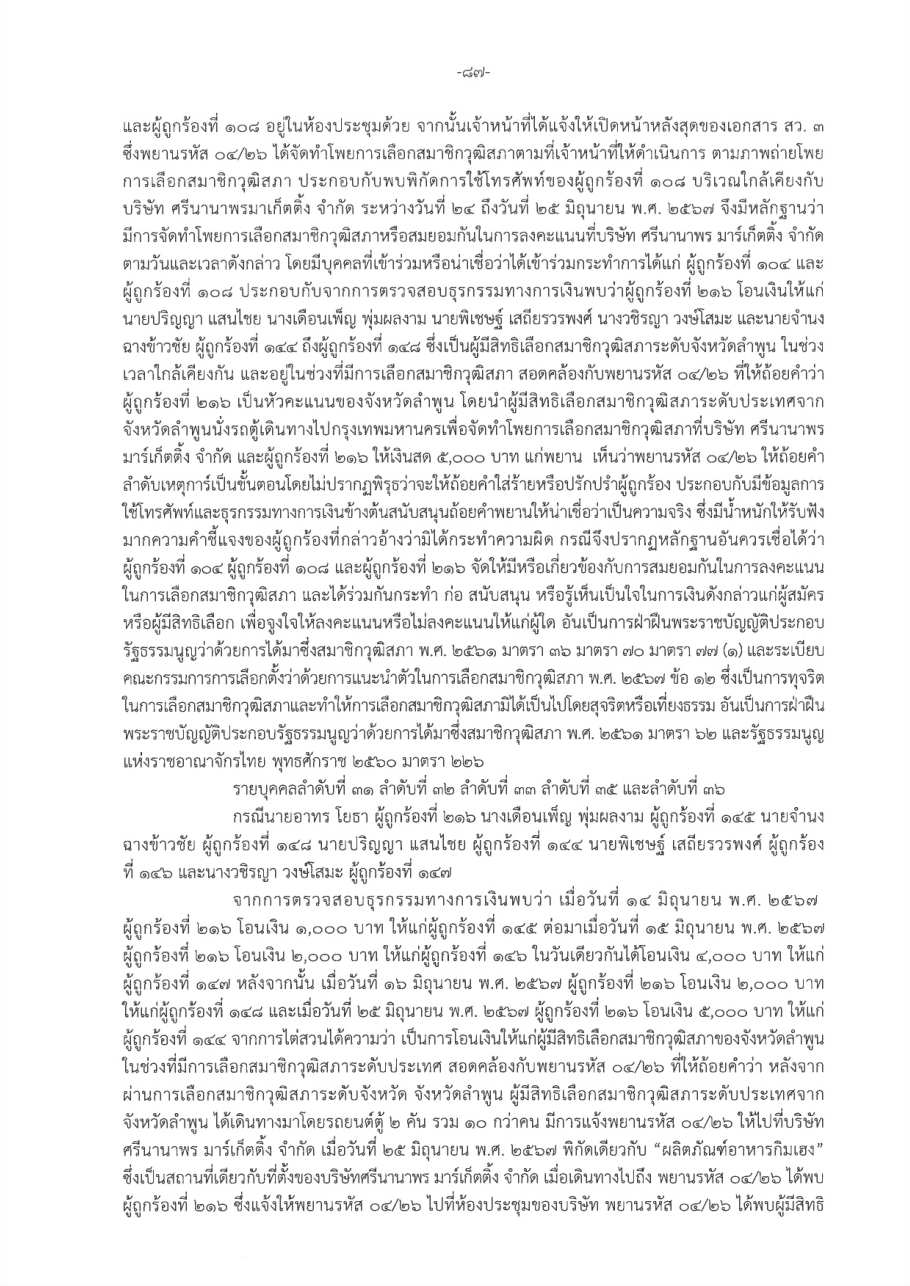 -๘๗-
และผู้ถูกร้องที่ ๑๐๘ อยู่ในห้องประชุมด้วย จากนั้นเจ้าหน้าที่ได้แจ้งให้เปิดหน้าหลังสุดของเอกสาร สว. ๓
ซึ่งพยานรหัส ๐๔/๒๖ ได้จัดทำโพยการเลือกสมาชิกวุฒิสภาตามที่เจ้าหน้าที่ให้ดำเนินการ ตามภาพถ่ายโพย
การเลือกสมาชิกวุฒิสภา ประกอบกับพบพิกัดการใช้โทรศัพท์ของผู้ถูกร้องที่ ๑๐๘ บริเวณใกล้เคียงกับ
บริษัท ศรีนานาพรมาเก็ตติ้ง จำกัด ระหว่างวันที่ ๒๔ ถึงวันที่ ๒๕ มิถุนายน พ.ศ. ๒๕๖๗ จึงมีหลักฐานว่า
มีการจัดทำโพยการเลือกสมาชิกวุฒิสภาหรือสมยอมกันในการลงคะแนนที่บริษัท ศรีนานาพร มาร์เก็ตติ้ง จำกัด
ตามวันและเวลาดังกล่าว โดยมีบุคคลที่เข้าร่วมหรือน่าเชื่อว่าได้เข้าร่วมกระทำการได้แก่ ผู้ถูกร้องที่ ๑๐๔ และ
ผู้ถูกร้องที่ ๑๐๘ ประกอบกับจากการตรวจสอบธุรกรรมทางการเงินพบว่าผู้ถูกร้องที่ ๒๑๖ โอนเงินให้แก่
นายปริญญา แสนไชย นางเดือนเพ็ญ พุ่มผลงาม นายพิเชษฐ์ เสถียรวรพงศ์ นางวชิรญา วงษ์โสมะ และนายจำนง
ฉางข้าวชัย ผู้ถูกร้องที่ ๑๔๔ ถึงผู้ถูกร้องที่ ๑๔๘ ซึ่งเป็นผู้มีสิทธิเลือกสมาชิกวุฒิสภาระดับจังหวัดลำพูน ในช่วง
เวลาใกล้เคียงกัน และอยู่ในช่วงที่มีการเลือกสมาชิกวุฒิสภา สอดคล้องกับพยานรหัส ๐๔/๒๖ ที่ให้ถ้อยคำว่า
ผู้ถูกร้องที่ ๒๑๖ เป็นหัวคะแนนของจังหวัดลำพูน โดยนำผู้มีสิทธิเลือกสมาชิกวุฒิสภาระดับประเทศจาก
จังหวัดลำพูนนั่งรถตู้เดินทางไปกรุงเทพมหานครเพื่อจัดทำโพยการเลือกสมาชิกวุฒิสภาที่บริษัท ศรีนานาพร
มาร์เก็ตติ้ง จำกัด และผู้ถูกร้องที่ ๒๑๖ ให้เงินสด ๕,๐๐๐ บาท แก่พยาน เห็นว่าพยานรหัส ๐๔/๒๖ ให้ถ้อยคำ
ลำดับเหตุการ์เป็นขั้นตอนโดยไม่ปรากฏพิรุธว่าจะให้ถ้อยคำใส่ร้ายหรือปรักปรำผู้ถูกร้อง ประกอบกับมีข้อมูลการ
ใช้โทรศัพท์และธุรกรรมทางการเงินข้างต้นสนับสนุนถ้อยคำพยานให้น่าเชื่อว่าเป็นความจริง ซึ่งมีน้ำหนักให้รับฟัง
มากความคำชี้แจงของผู้ถูกร้องที่กล่าวอ้างว่ามิได้กระทำความผิด กรณีจึงปรากฏหลักฐานอันควรเชื่อได้ว่า
ผู้ถูกร้องที่ ๑๐๔ ผู้ถูกร้องที่ ๑๐๘ และผู้ถูกร้องที่ ๒๑๖ จัดให้มีหรือเกี่ยวข้องกับการสมยอมกันในการลงคะแนน
ในการเลือกสมาชิกวุฒิสภา และได้ร่วมกันกระทำ ก่อ สนับสนุน หรือรู้เห็นเป็นใจในการเงินดังกล่าวแก่ผู้สมัคร
หรือผู้มีสิทธิเลือก เพื่อจูงใจให้ลงคะแนนหรือไม่ลงคะแนนให้แก่ผู้ใด อันเป็นการฝ่าฝืนพระราชบัญญัติประกอบ
รัฐธรรมนูญว่าด้วยการได้มาซึ่งสมาชิกวุฒิสภา พ.ศ. ๒๕๖๑ มาตรา ๓๖ มาตรา ๗๐ มาตรา ๗๗ (๑) และระเบียบ
คณะกรรมการการเลือกตั้งว่าด้วยการแนะนำตัวในการเลือกสมาชิกวุฒิสภา พ.ศ. ๒๕๖๗ ข้อ ๑๒ ซึ่งเป็นการทุจริต
ในการเลือกสมาชิกวุฒิสภาและทำให้การเลือกสมาชิกวุฒิสภามิได้เป็นไปโดยสุจริตหรือเที่ยงธรรม อันเป็นการฝ่าฝืน
พระราชบัญญัติประกอบรัฐธรรมนูญว่าด้วยการได้มาซึ่งสมาชิกวุฒิสภา พ.ศ. ๒๕๖๑ มาตรา ๖๒ และรัฐธรรมนูญ
แห่งราชอาณาจักรไทย พุทธศักราช ๒๕๖๐ มาตรา ๒๒๖
รายบุคคลลำดับที่ ๓๑ ลำดับที่ ๓๒ ลำดับที่ ๓๓ ลำดับที่ ๓๕ และลำดับที่ ๓๖
กรณีนายอาทร โยธา ผู้ถูกร้องที่ ๒๑๖ นางเดือนเพ็ญ พุ่มผลงาม ผู้ถูกร้องที่ ๑๔๕ นายจำนง
ฉางข้าวชัย ผู้ถูกร้องที่ ๑๔๘ นายปริญญา แสนไชย ผู้ถูกร้องที่ ๑๔๔ นายพิเชษฐ์ เสถียรวรพงศ์ ผู้ถูกร้อง
ที่ ๑๔๖ และนางวชิรญา วงษ์โสมะ ผู้ถูกร้องที่ ๑๔๗
จากการตรวจสอบธุรกรรมทางการเงินพบว่า เมื่อวันที่ ๑๔ มิถุนายน พ.ศ. ๒๕๖๗
ผู้ถูกร้องที่ ๒๑๖ โอนเงิน ๑,๐๐๐ บาท ให้แก่ผู้ถูกร้องที่ ๑๔๕ ต่อมาเมื่อวันที่ ๑๕ มิถุนายน พ.ศ. ๒๕๖๗
ผู้ถูกร้องที่ ๒๑๖ โอนเงิน ๒,๐๐๐ บาท ให้แก่ผู้ถูกร้องที่ ๑๔๖ ในวันเดียวกันได้โอนเงิน ๔,๐๐๐ บาท ให้แก่
ผู้ถูกร้องที่ ๑๔๗ หลังจากนั้น เมื่อวันที่ ๑๖ มิถุนายน พ.ศ. ๒๕๖๗ ผู้ถูกร้องที่ ๒๑๖ โอนเงิน ๒,๐๐๐ บาท
ให้แก่ผู้ถูกร้องที่ ๑๔๘ และเมื่อวันที่ ๒๕ มิถุนายน พ.ศ. ๒๕๖๗ ผู้ถูกร้องที่ ๒๑๖ โอนเงิน ๕,๐๐๐ บาท ให้แก่
ผู้ถูกร้องที่ ๑๔๔ จากการไต่สวนได้ความว่า เป็นการโอนเงินให้แก่ผู้มีสิทธิเลือกสมาชิกวุฒิสภาของจังหวัดลำพูน
ในช่วงที่มีการเลือกสมาชิกวุฒิสภาระดับประเทศ สอดคล้องกับพยานรหัส ๐๔/๒๖ ที่ให้ถ้อยคำว่า หลังจาก
ผ่านการเลือกสมาชิกวุฒิสภาระดับจังหวัด จังหวัดลำพูน ผู้มีสิทธิเลือกสมาชิกวุฒิสภาระดับประเทศจาก
จังหวัดลำพูน ได้เดินทางมาโดยรถยนต์ตู้ ๒ คัน รวม ๑๐ กว่าคน มีการแจ้งพยานรหัส ๐๔/๒๖ ให้ไปที่บริษัท
ศรีนานาพร มาร์เก็ตติ้ง จำกัด เมื่อวันที่ ๒๕ มิถุนายน พ.ศ. ๒๕๖๗ พิกัดเดียวกับ “ผลิตภัณฑ์อาหารกิมเฮง”
ซึ่งเป็นสถานที่เดียวกับที่ตั้งของบริษัทศรีนานาพร มาร์เก็ตติ้ง จำกัด เมื่อเดินทางไปถึง พยานรหัส ๐๔/๒๖ ได้พบ
ผู้ถูกร้องที่ ๒๑๖ ซึ่งแจ้งให้พยานรหัส ๐๔/๒๖ ไปที่ห้องประชุมของบริษัท พยานรหัส ๐๔/๒๖ ได้พบผู้มีสิทธิ